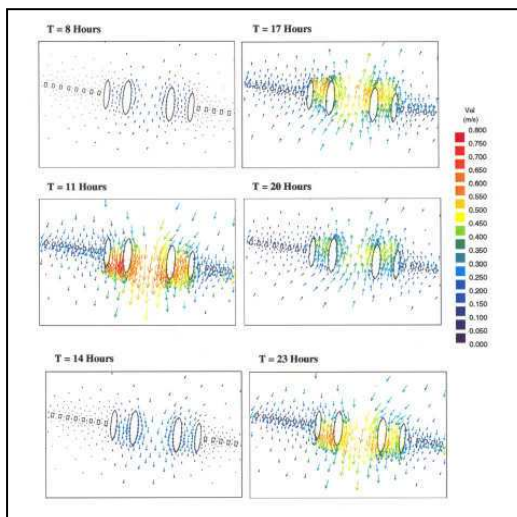 T = 8 Hours
T = 17 Hours
T = 11 Hours
T = 20 Hours
T = 14 Hours
T = 23 Hours
Vel
(m/s)
0.800
0.750
0.700
0.650
0.600
0.550
0.500
0.450
0.400
0.350
0.300
0.250
0.200
0.150
0.100
0.050
0.000